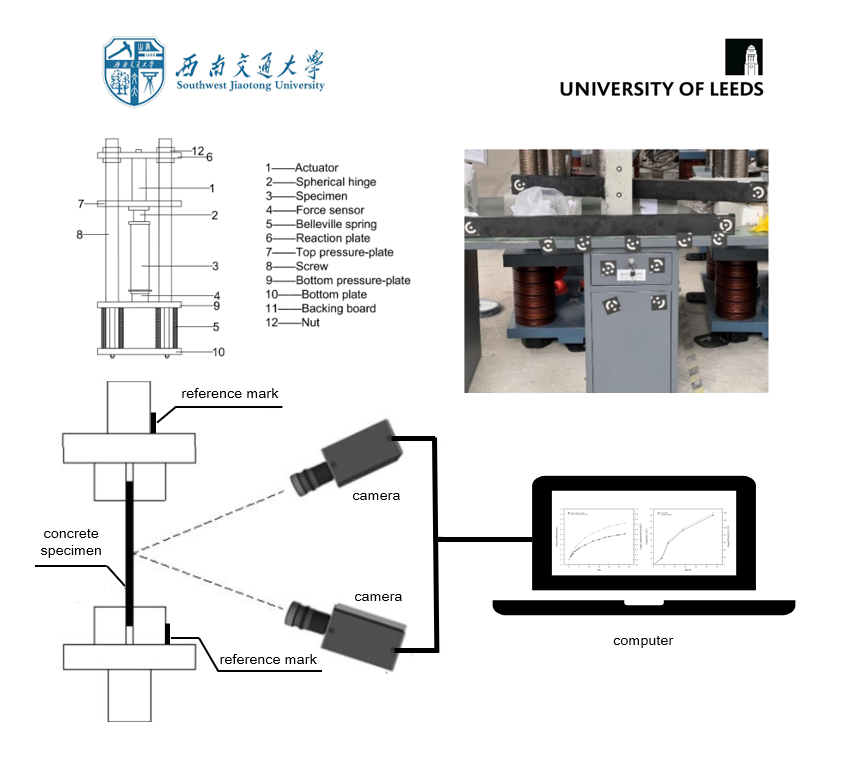 西南交通大学
Southwest Jiaotong University
UNIVERSITY OF LEEDS
12
6
1
7
2
8
3
4
9
5
10
1——Actuator
2——Spherical hinge
3——Specimen
4——Force sensor
5——Belleville spring
6——Reaction plate
7——Top pressure-plate
8——Screw
9——Bottom pressure-plate
10——Bottom plate
11——Backing board
12——Nut
reference mark
camera
concrete
specimen
camera
reference mark
computer